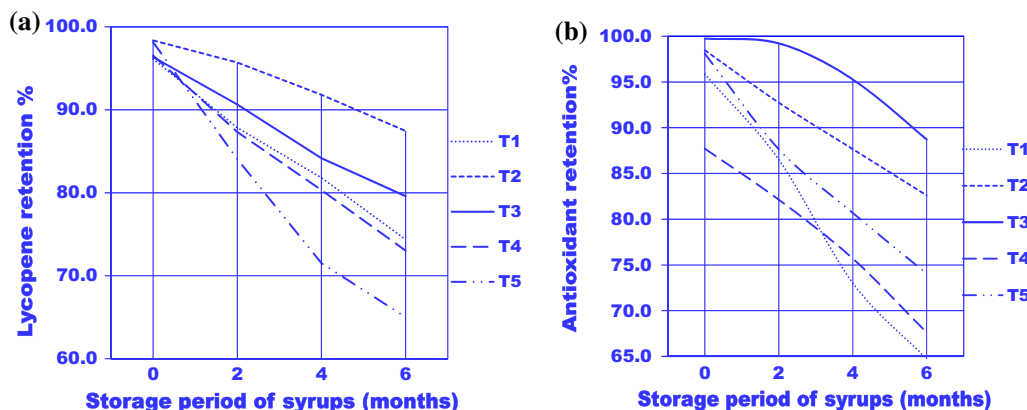 (a)
Lycopene retention %
100.0
90.0
80.0
70.0
60.0
0 2 4 6
Storage period of syrups (months)
T1
T2
T3
T4
T5
(b)
Antioxidant retention%
100.0
95.0
90.0
85.0
80.0
75.0
70.0
65.0
0 2 4 6
Storage period of syrups (months)
T1
T2
T3
T4
T5